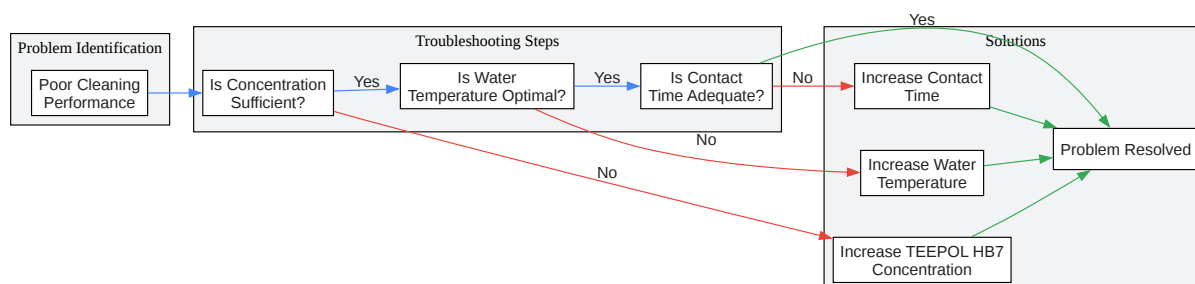 Yes
Problem Identification
Troubleshooting Steps
Solutions
Poor Cleaning
Performance
Is Concentration
Sufficient?
Yes
Is Water
Temperature Optimal?
Yes
Is Contact
Time Adequate?
No
Increase Contact
Time
No
Problem Resolved
Increase Water
Temperature
No
Increase TEEPOL HB7
Concentration